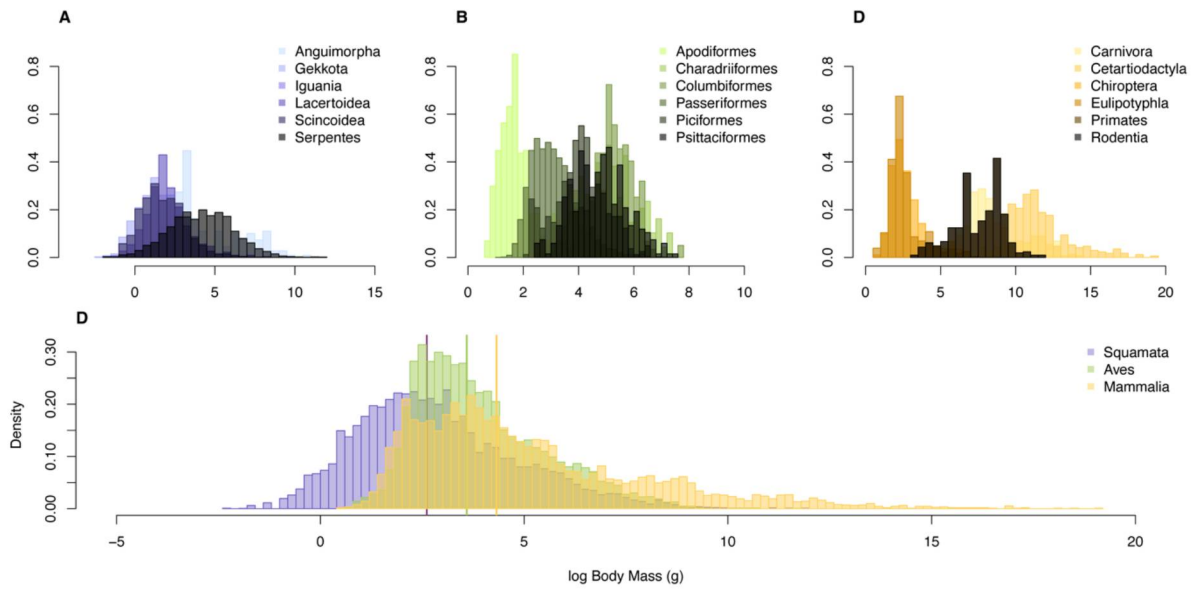 A
B
D
Anguimorpha
Gekkota
Iguania
Lacertoidea
Scincoidea
Serpentes
Apodiformes
Charadriiformes
Columbiformes
Passeriformes
Piciformes
Psittaciformes
Carnivora
Cetartiodactyla
Chiroptera
Eulipotyphla
Primates
Rodentia
0.8
0.6
0.4
0.2
0.0
0 5 10 15
0.8
0.6
0.4
0.2
0.0
0 2 4 6 8 10
0.8
0.6
0.4
0.2
0.0
0 5 10 15 20
D
Squamata
Aves
Mammalia
Density
0.30
0.20
0.10
0.00
−5 0 5 10 15 20
log Body Mass (g)